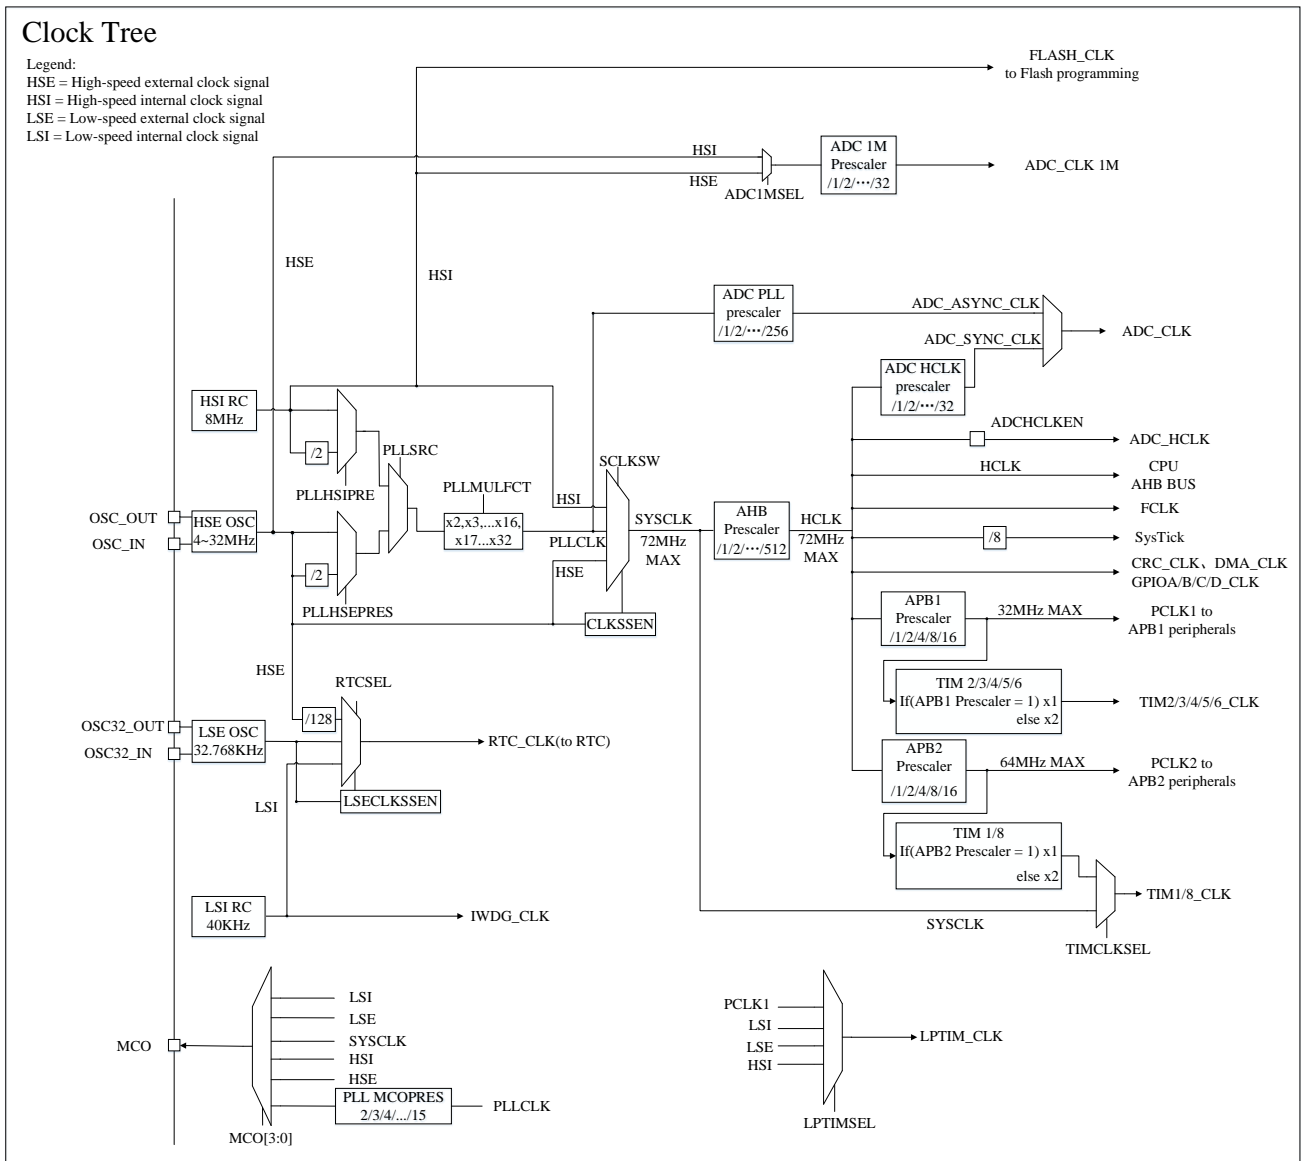 Clock Tree
Legend:
HSE = High-speed external clock signal
HSI = High-speed internal clock signal
LSE = Low-speed external clock signal
LSI = Low-speed internal clock signal
FLASH_CLK
to Flash programming
HSI
HSE
ADC1MSEL
ADC 1M
Prescaler
/1/2/⋯/32
ADC_CLK 1M
HSE
HSI
ADC PLL
prescaler
/1/2/⋯/256
ADC_ASYNC_CLK
ADC_SYNC_CLK
ADC_CLK
ADC HCLK
prescaler
/1/2/⋯/32
HSI RC
8MHz
/2
PLLHSIPRE
PLLSRC
PLLMULFCT
x2,x3,...x16,
x17...x32
SCLKSW
HSI
PLLCLK
HSE
SYSCLK
72MHz
MAX
AHB
Prescaler
/1/2/⋯/512
HCLK
72MHz
MAX
ADCHCLKEN
ADC_HCLK
HCLK
CPU
AHB BUS
FCLK
/8
SysTick
CRC_CLK、DMA_CLK
GPIOA/B/C/D_CLK
OSC_OUT
OSC_IN
HSE OSC
4~32MHz
/2
PLLHSEPRES
CLKSSEN
APB1
Prescaler
/1/2/4/8/16
32MHz MAX
PCLK1 to
APB1 peripherals
TIM 2/3/4/5/6
If(APB1 Prescaler = 1) x1
else x2
TIM2/3/4/5/6_CLK
HSE
RTCSEL
/128
OSC32_OUT
OSC32_IN
LSE OSC
32.768KHz
RTC_CLK(to RTC)
LSI
LSECLKSSEN
APB2
Prescaler
/1/2/4/8/16
64MHz MAX
PCLK2 to
APB2 peripherals
TIM 1/8
If(APB2 Prescaler = 1) x1
else x2
TIM1/8_CLK
SYSCLK
TIMCLKSEL
LSI RC
40KHz
IWDG_CLK
LSI
LSE
SYSCLK
HSI
HSE
MCO
PLL MCOPRES
2/3/4/.../15
PLLCLK
MCO[3:0]
PCLK1
LSI
LSE
HSI
LPTIM_CLK
LPTIMSEL